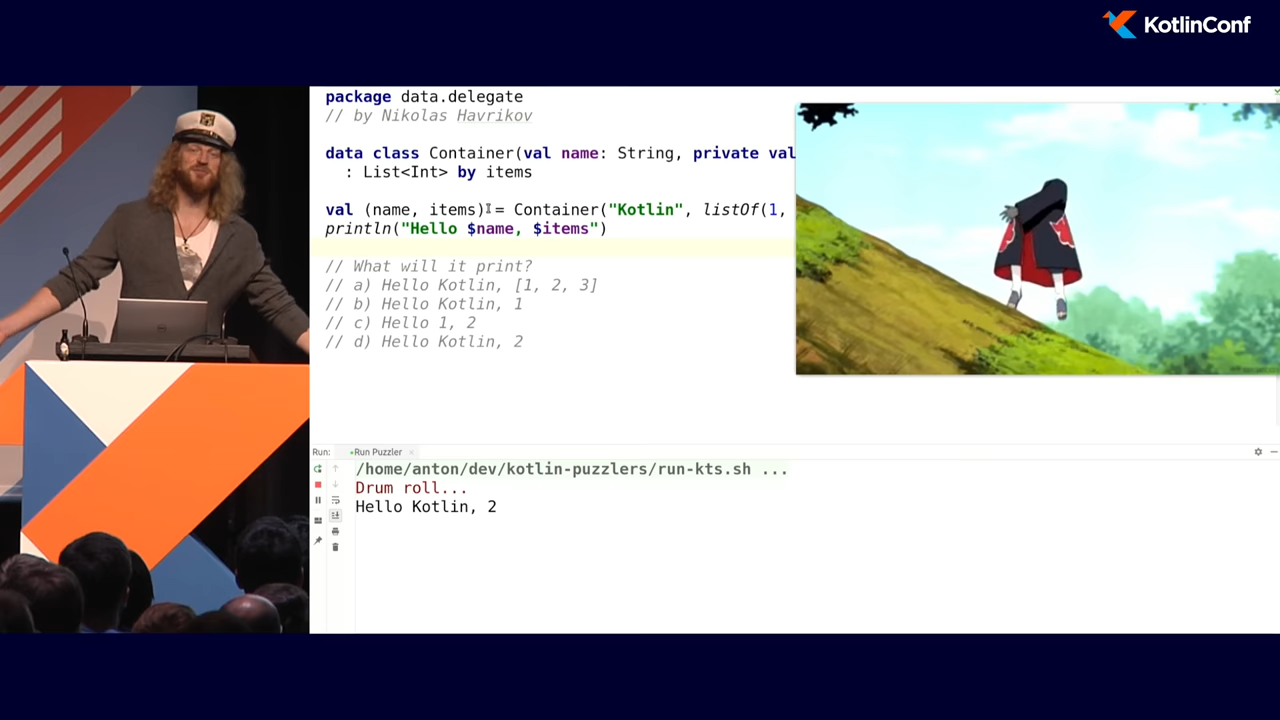 KotlinConf
package data.delegate
// by Nikolas Havrikov
data class Container(val name: String, private val
: List<Int> by items
val (name, items) = Container("Kotlin", listOf(1,
println("Hello $name, $items")
// What will it print?
// a) Hello Kotlin, [1, 2, 3]
// b) Hello Kotlin, 1
// c) Hello 1, 2
// d) Hello Kotlin, 2
Run:
Run Puzzler
/home/anton/dev/kotlin-puzzlers/run-kts.sh ...
Drum roll...
Hello Kotlin, 2